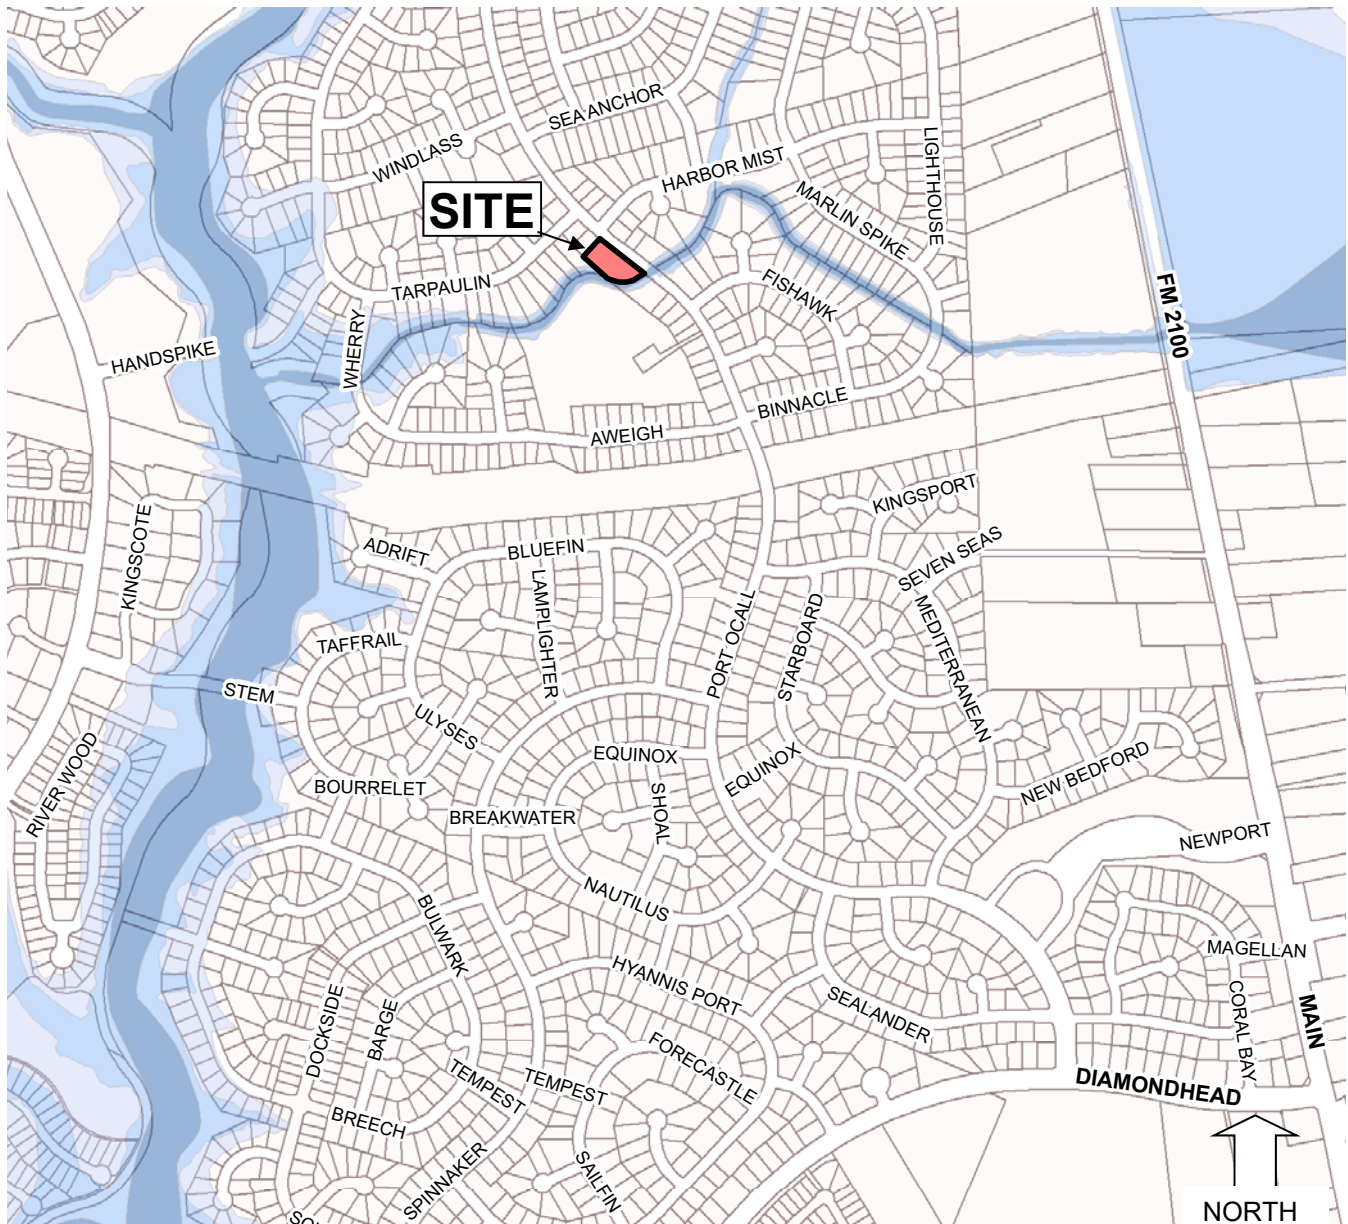 SEA ANCHOR
WINDLASS
LIGHTHOUSE
HARBOR MIST
SITE
MARLIN SPIKE
TARPAULIN
FISHAWK
FM 2100
WHERRY
HANDSPIKE
BINNACLE
AWEIGH
KINGSPORT
KINGSCOTE
ADRIFT
BLUEFIN
SEVEN SEAS
LAMPLIGHTER
PORT OCALL
STARBOARD
MEDITERRANEAN
TAFFRAIL
STEM
ULYSES
RIVER WOOD
EQUINOX
EQUINOX
NEW BEDFORD
BOURRELET
SHOAL
BREAKWATER
NEWPORT
NAUTILUS
BULWARK
MAGELLAN
HYANNIS PORT
CORAL BAY
DOCKSIDE
BARGE
SEALANDER
MAIN
FORECASTLE
TEMPEST
TEMPEST
DIAMONDHEAD
BREECH
SPINNAKER
SAILFIN
NORTH